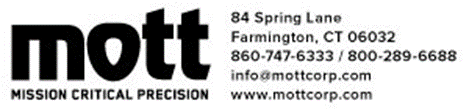 mott
MISSION CRITICAL PRECISION
84 Spring Lane
Farmington, CT 06032
860-747-6333 / 800-289-6688
info@mottcorp.com
www.mottcorp.com